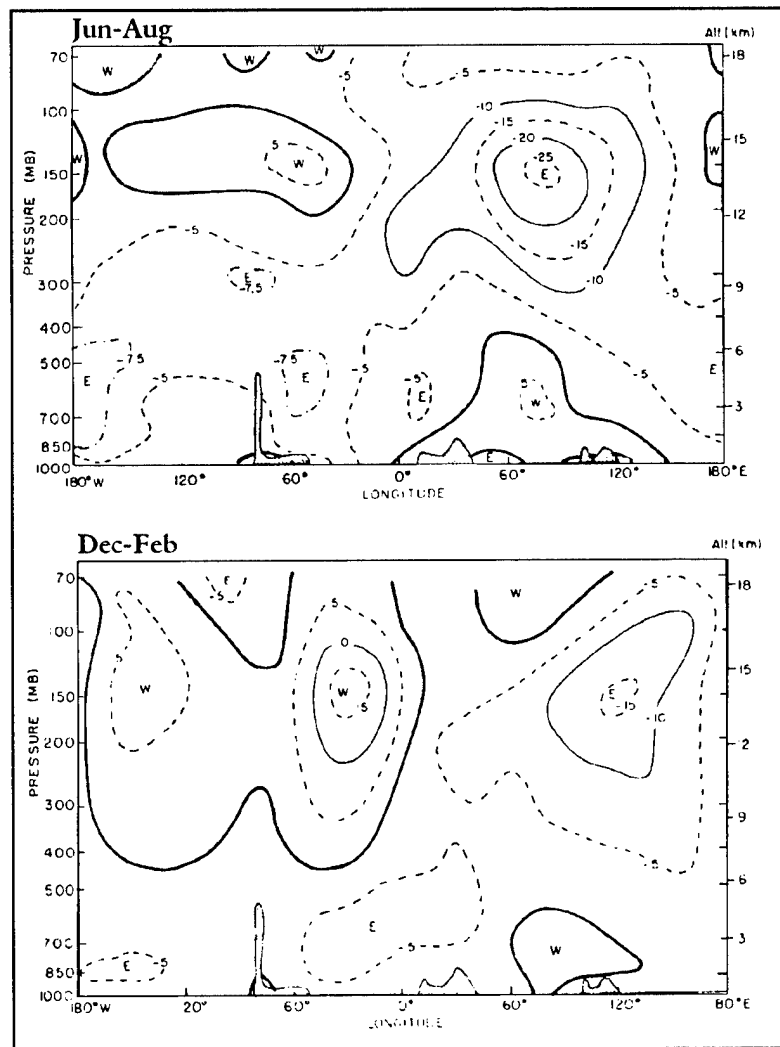 Jun-Aug
Alt (km)
70
W
W
W
-5
-5
18
100
5
-10
-15
-20
-25
15
W
W
E
W
150
PRESSURE (MB)
200
12
-5
-15
-10
E
-7.5
-5
300
9
400
-7.5
-7.5
-5
6
500
E
-5
E
-5
E
5
W
E
700
3
850
1000
E
180°W
120°
60°
0°
60°
120°
180°E
LONGITUDE
Dec-Feb
Alt (km)
70
E
-5
5
W
-5
18
100
0
5
15
W
W
E
-15
-10
150
5
PRESSURE (MB)
200
12
300
9
400
-5
6
500
E
-5
W
700
3
850
E
-5
1000
180°W
20°
60°
0°
60°
120°
80°E
LONGITUDE